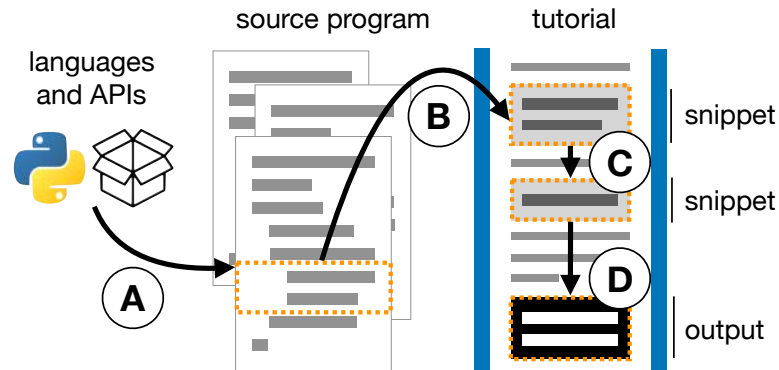 source program
tutorial
languages
and APIs
A
B
C
D
snippet
snippet
output